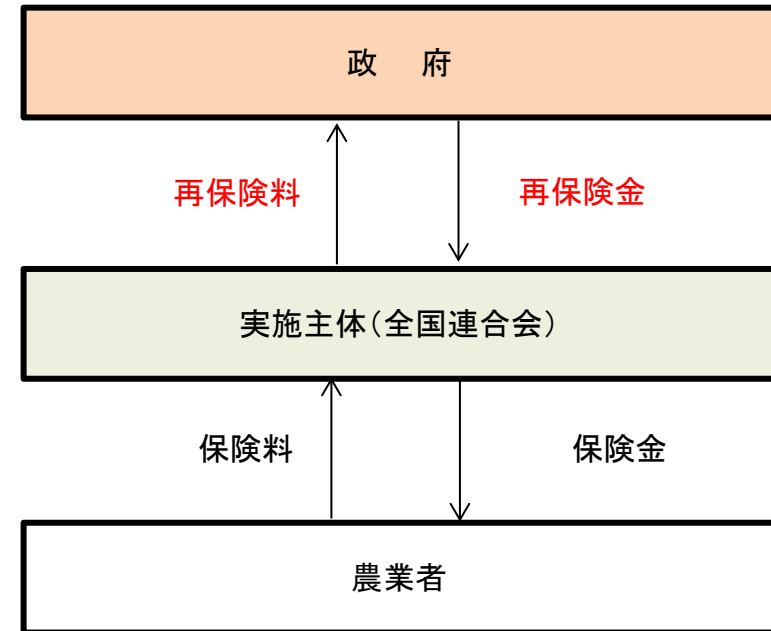 政　府
再保険料
再保険金
実施主体（全国連合会）
保険料
保険金
農業者